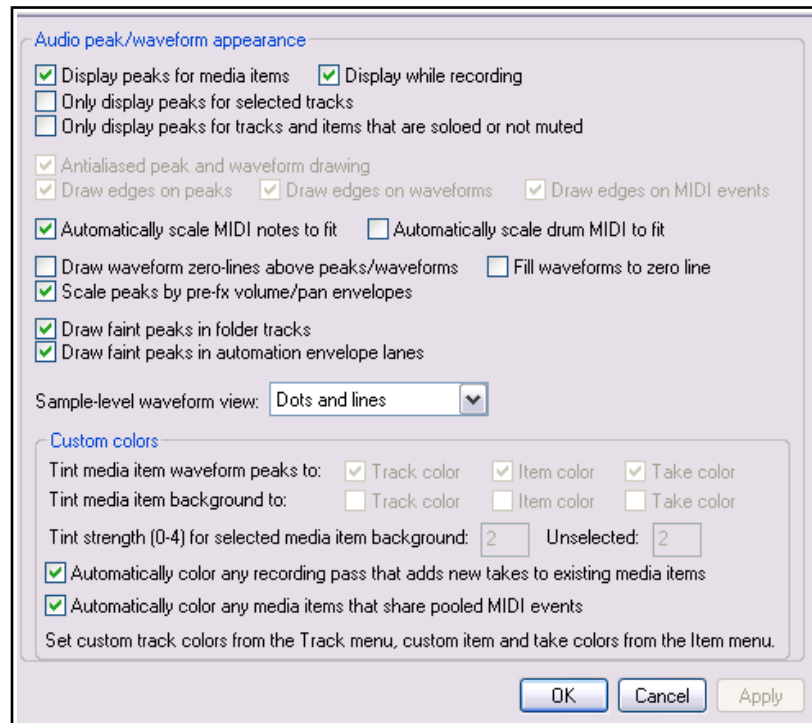 Audio peak/waveform appearance
Display peaks for media items Display while recording
Only display peaks for selected tracks
Only display peaks for tracks and items that are soloed or not muted
Antialiased peak and waveform drawing
Draw edges on peaks Draw edges on waveforms Draw edges on MIDI events
Automatically scale MIDI notes to fit Automatically scale drum MIDI to fit
Draw waveform zero-lines above peaks/waveforms Fill waveforms to zero line
Scale peaks by pre-fx volume/pan envelopes
Draw faint peaks in folder tracks
Draw faint peaks in automation envelope lanes
Sample-level waveform view: Dots and lines
Custom colors
Tint media item waveform peaks to: Track color Item color Take color
Tint media item background to: Track color Item color Take color
Tint strength (0-4) for selected media item background: 2 Unselected: 2
Automatically color any recording pass that adds new takes to existing media items
Automatically color any media items that share pooled MIDI events
Set custom track colors from the Track menu, custom item and take colors from the Item menu.
OK Cancel Apply